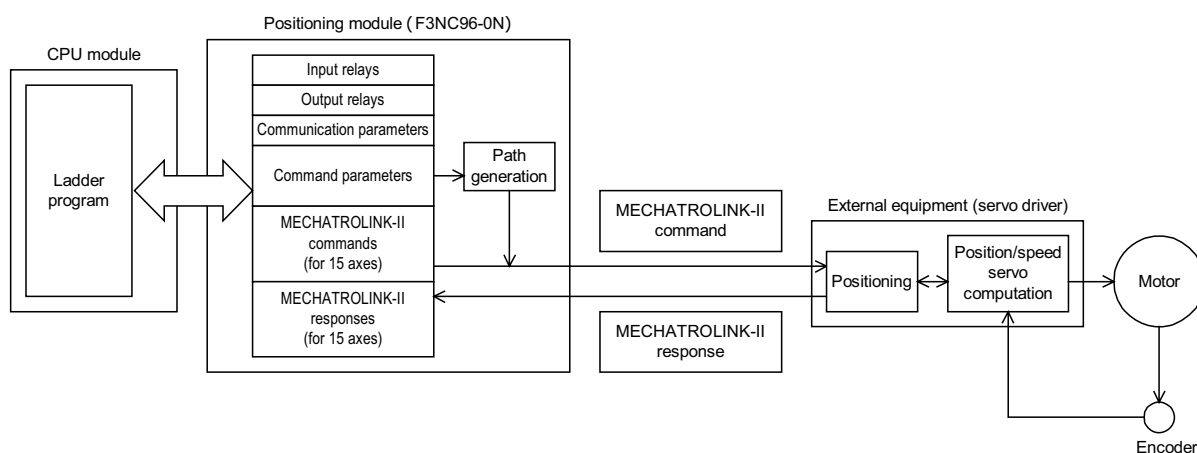 Positioning module (F3NC96-0N)
CPU module
Ladder
program
Input relays
Output relays
Communication parameters
Command parameters
MECHATROLINK-II
commands
(for 15 axes)
MECHATROLINK-II
responses
(for 15 axes)
Path
generation
MECHATROLINK-II
command
MECHATROLINK-II
response
External equipment (servo driver)
Positioning
Position/speed
servo
computation
Motor
Encoder